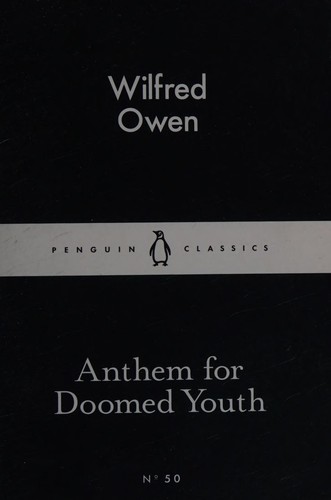 Wilfred
Owen
PENGUIN CLASSICS
Anthem for
Doomed Youth
Nº 50